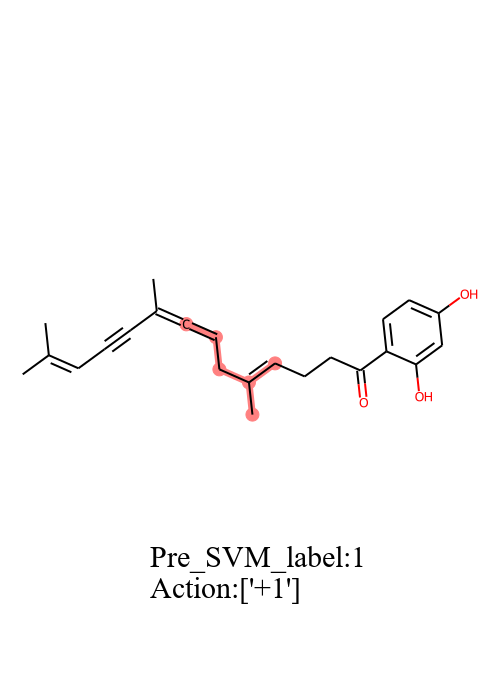 OH
C
OH
O
Pre_SVM_label:1
Action:['+1']